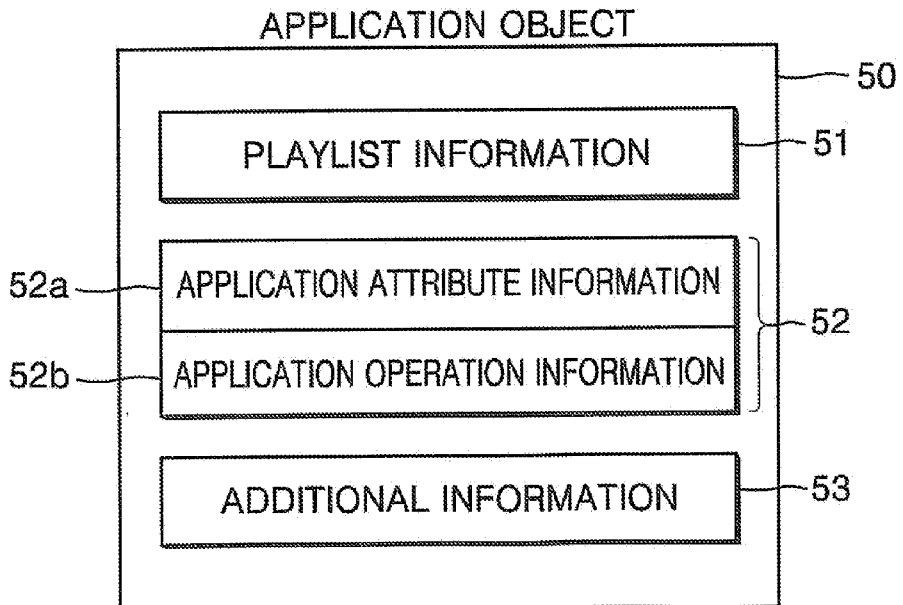 APPLICATION OBJECT
50
PLAYLIST INFORMATION
51
52a
APPLICATION ATTRIBUTE INFORMATION
52
52b
APPLICATION OPERATION INFORMATION
ADDITIONAL INFORMATION
53